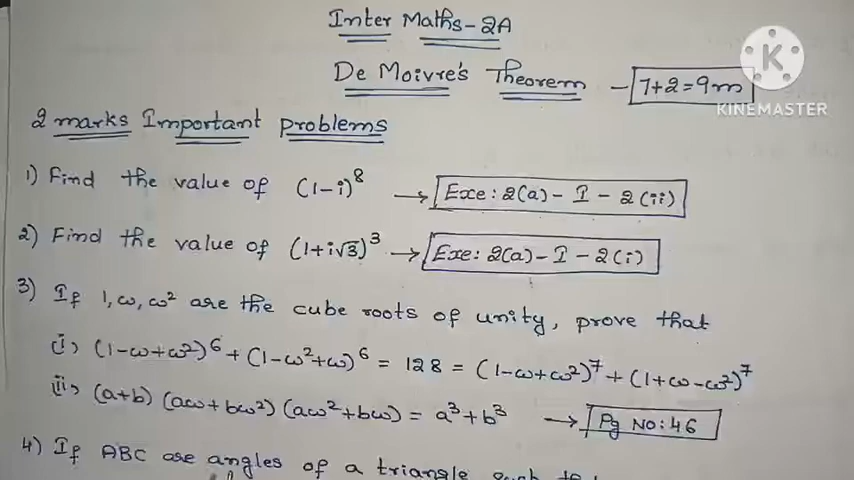 Inter Maths-2A
De Moivre's Theorem - 7+2=9m
KINEMASTER
2 marks Important problems
1) Find the value of (1-i)⁸ → Exe: 2(a) - I - 2(ii)
2) Find the value of (1+i√3)³ → Exe: 2(a) - I - 2(i)
3) If 1, ω, ω² are the cube roots of unity, prove that
(i) (1-ω+ω²)⁶ + (1-ω²+ω)⁶ = 128 = (1-ω+ω²)⁷ + (1+ω-ω²)⁷
(ii) (a+b) (aω+bω²) (aω²+bω) = a³+b³ → Pg No: 46
4) If ABC are angles of a triangle